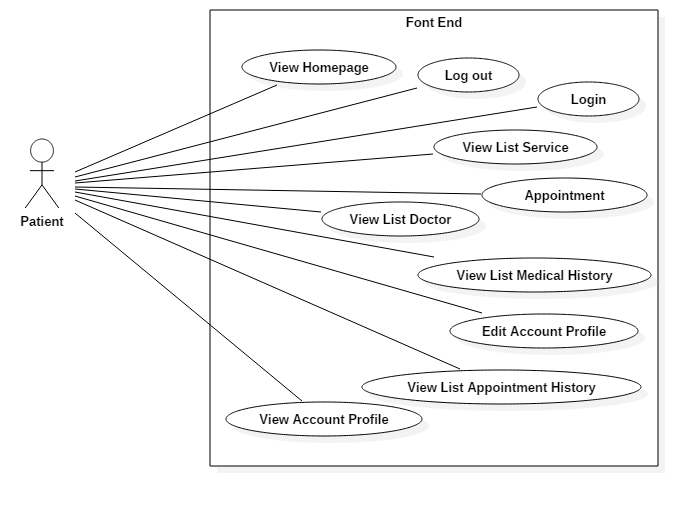 Font End
View Homepage
Log out
Login
View List Service
Appointment
View List Doctor
Patient
View List Medical History
Edit Account Profile
View List Appointment History
View Account Profile